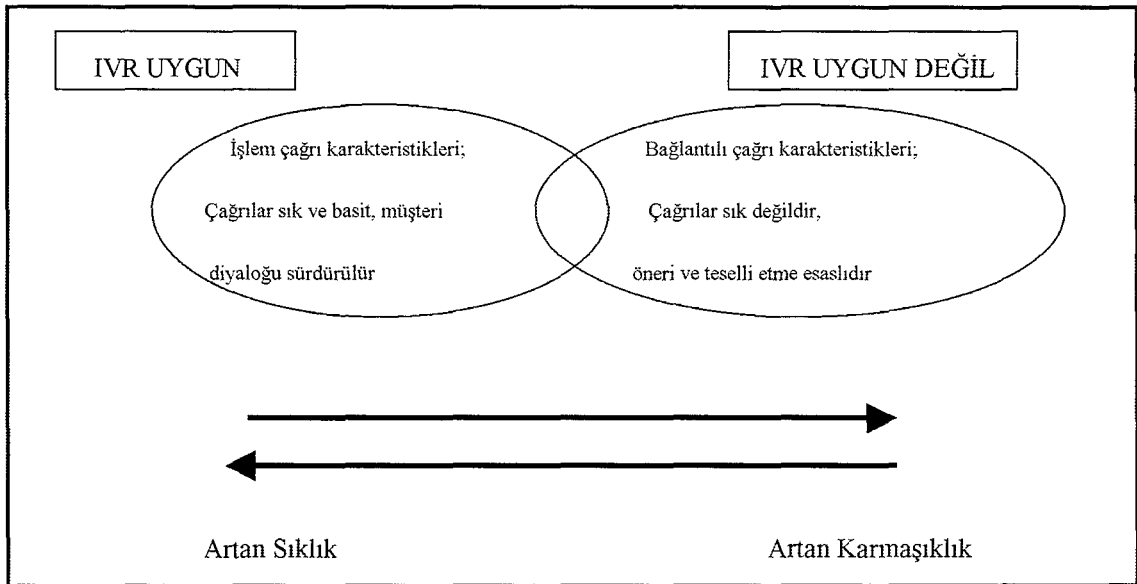 IVR UYGUN
IVR UYGUN DEĞİL
İşlem çağrı karakteristikleri;
Çağrılar sık ve basit, müşteri
diyaloğu sürdürülür
Bağlantılı çağrı karakteristikleri;
Çağrılar sık değildir,
öneri ve teselli etme esaslıdır
Artan Sıklık
Artan Karmaşıklık